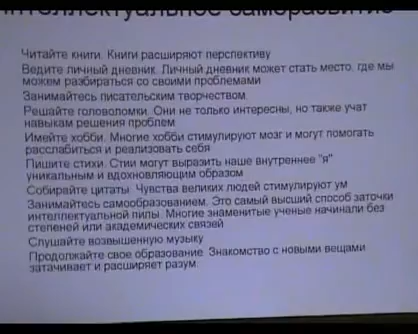 интеллектуальное саморазвитие
Читайте книги. Книги расширяют перспективу
Ведите личный дневник. Личный дневник может стать место, где мы
можем разбираться со своими проблемами
Занимайтесь писательским творчеством.
Решайте головоломки. Они не только интересны, но также учат
навыкам решения проблем
Имейте хобби. Многие хобби стимулируют мозг и могут помогать
расслабиться и реализовать себя
Пишите стихи. Стии могут выразить наше внутреннее "я"
уникальным и вдохновляющим образом
Собирайте цитаты. Чувства великих людей стимулируют ум
Занимайтесь самообразованием. Это самый высший способ заточки
интеллектуальной пилы. Многие знаменитые ученые начинали без
степеней или академических связей
Слушайте возвышенную музыку
Продолжайте свое образование. Знакомство с новыми вещами
затачивает и расширяет разум.